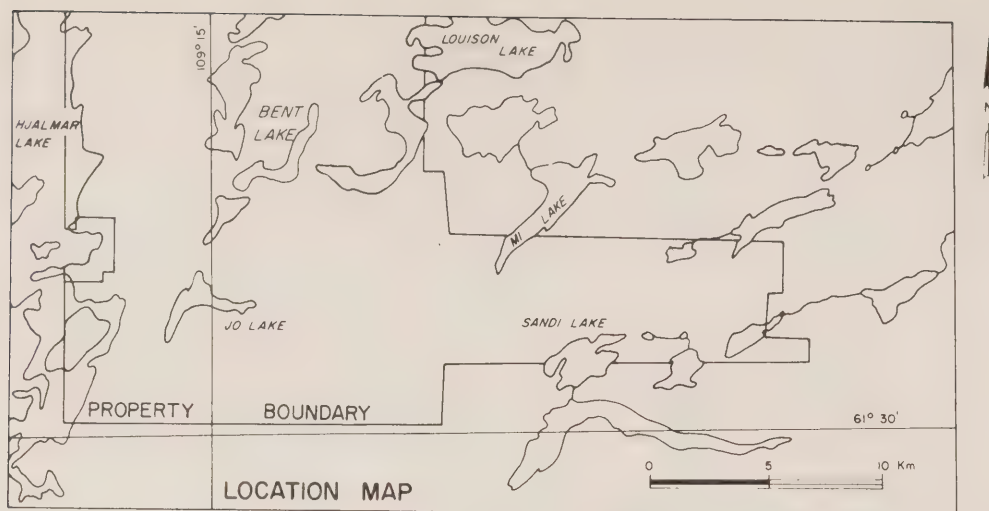 LOUISON
LAKE
109° 15'
N
BENT
LAKE
HJALMAR
LAKE
MI LAKE
JO LAKE
SANDI LAKE
PROPERTY BOUNDARY
61° 30'
0 5 10 Km
LOCATION MAP